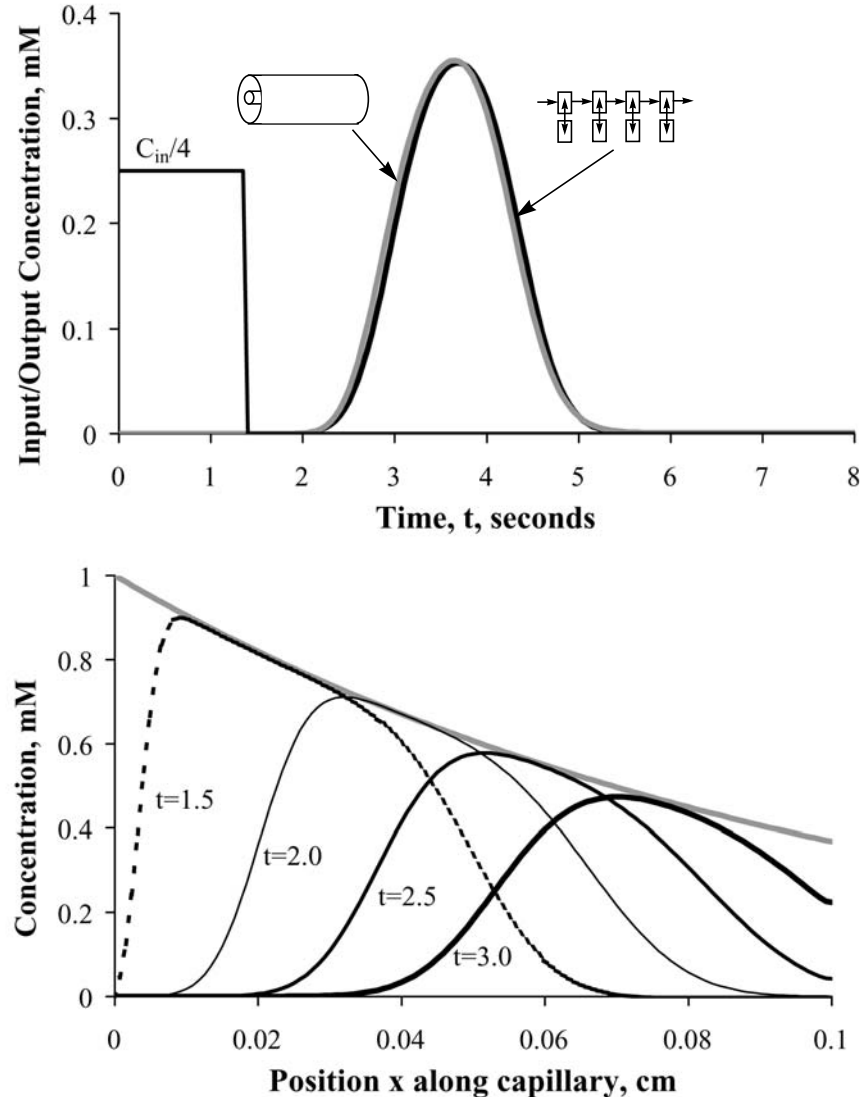 Input/Output Concentration, mM
0.4
0.3
0.2
0.1
0
C_in/4
0 1 2 3 4 5 6 7 8
Time, t, seconds
Concentration, mM
1
0.8
0.6
0.4
0.2
0
t=1.5
t=2.0
t=2.5
t=3.0
0 0.02 0.04 0.06 0.08 0.1
Position x along capillary, cm